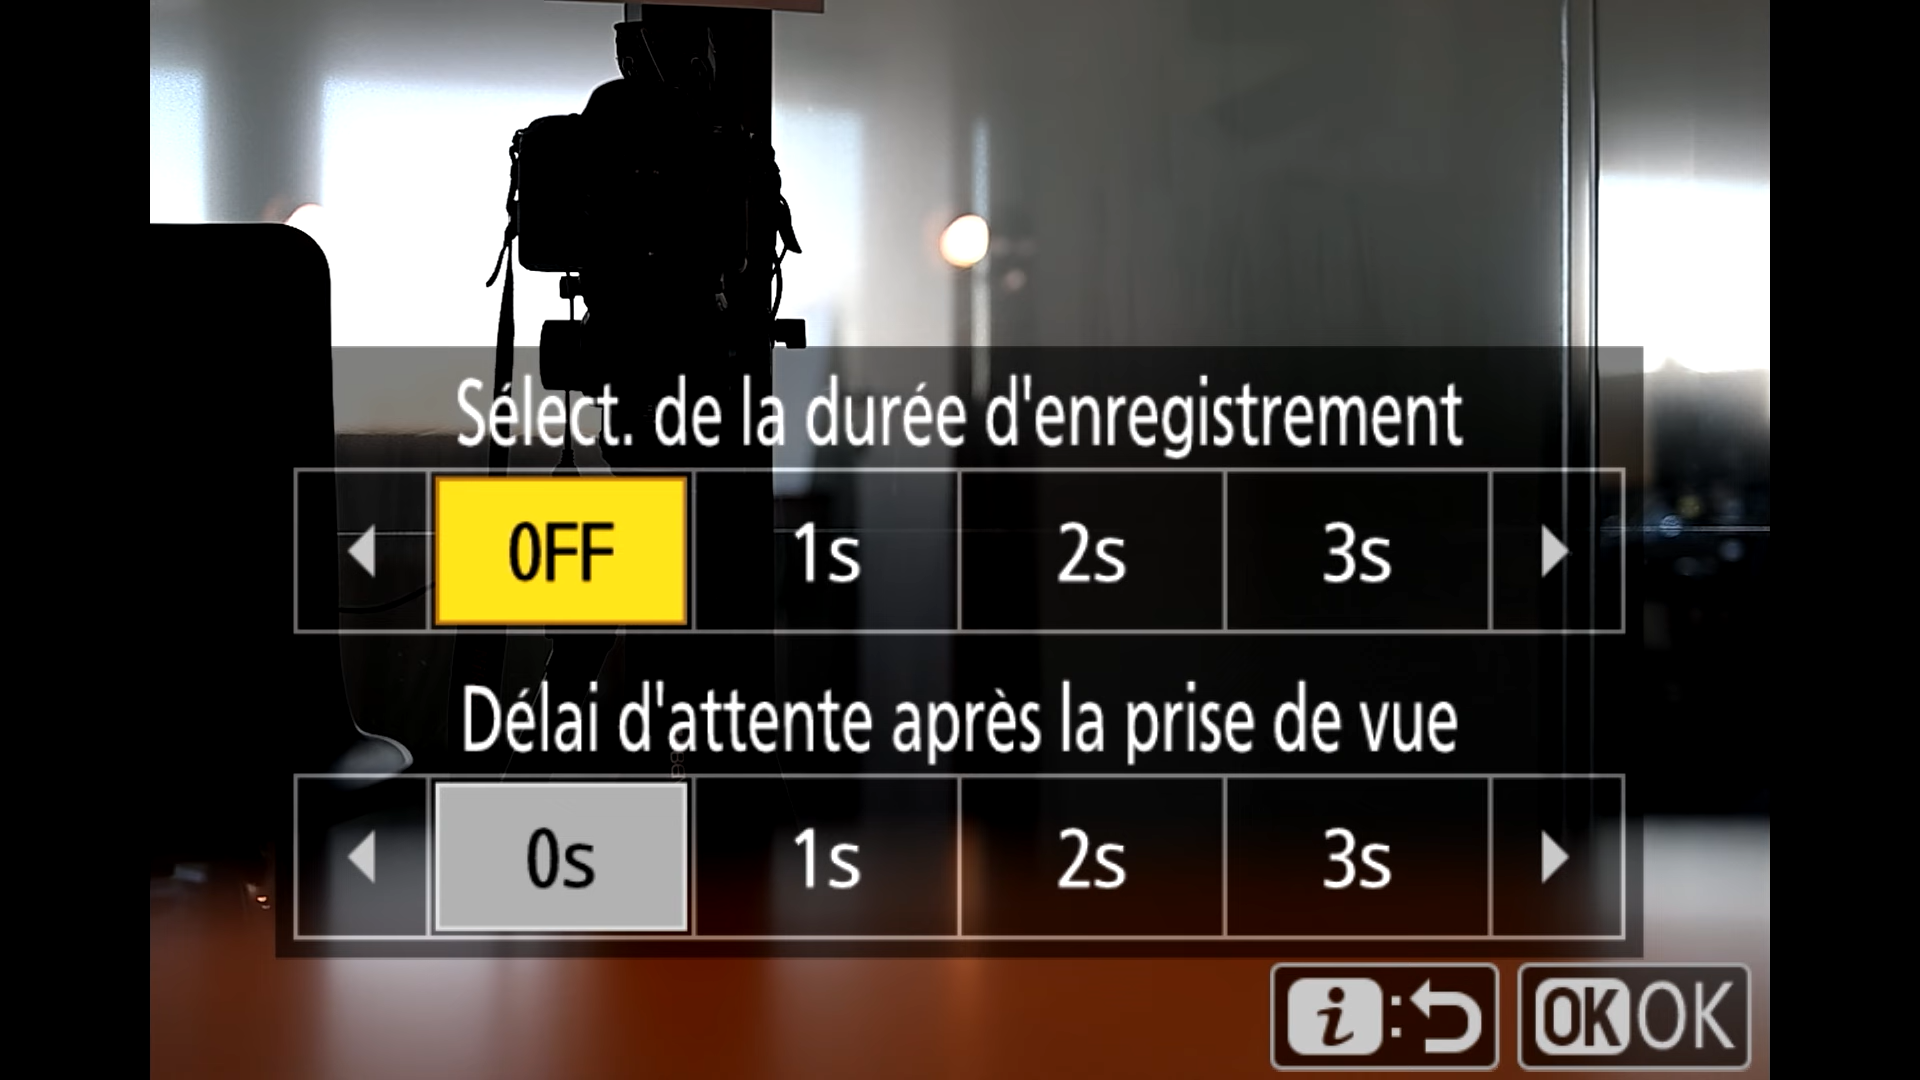 Sélect. de la durée d'enregistrement
OFF 1s 2s 3s
Délai d'attente après la prise de vue
0s 1s 2s 3s
i: OK OK